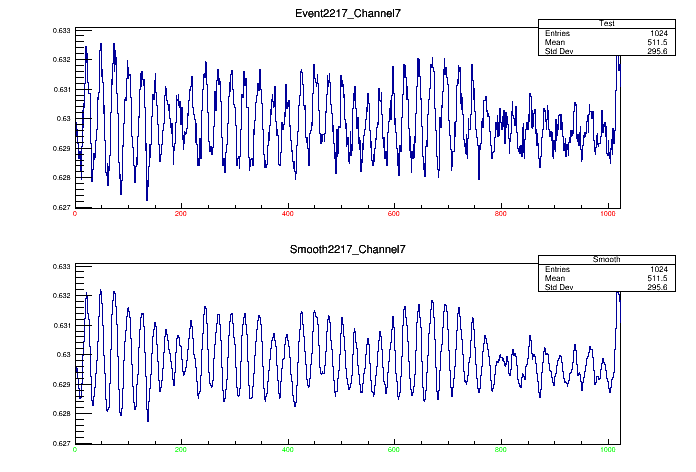 Event2217_Channel7
Test
Entries 1024
Mean 511.5
Std Dev 295.6
0.633
0.632
0.631
0.63
0.629
0.628
0.627
0 200 400 600 800 1000
Smooth2217_Channel7
Smooth
Entries 1024
Mean 511.5
Std Dev 295.6
0.633
0.632
0.631
0.63
0.629
0.628
0.627
0 200 400 600 800 1000